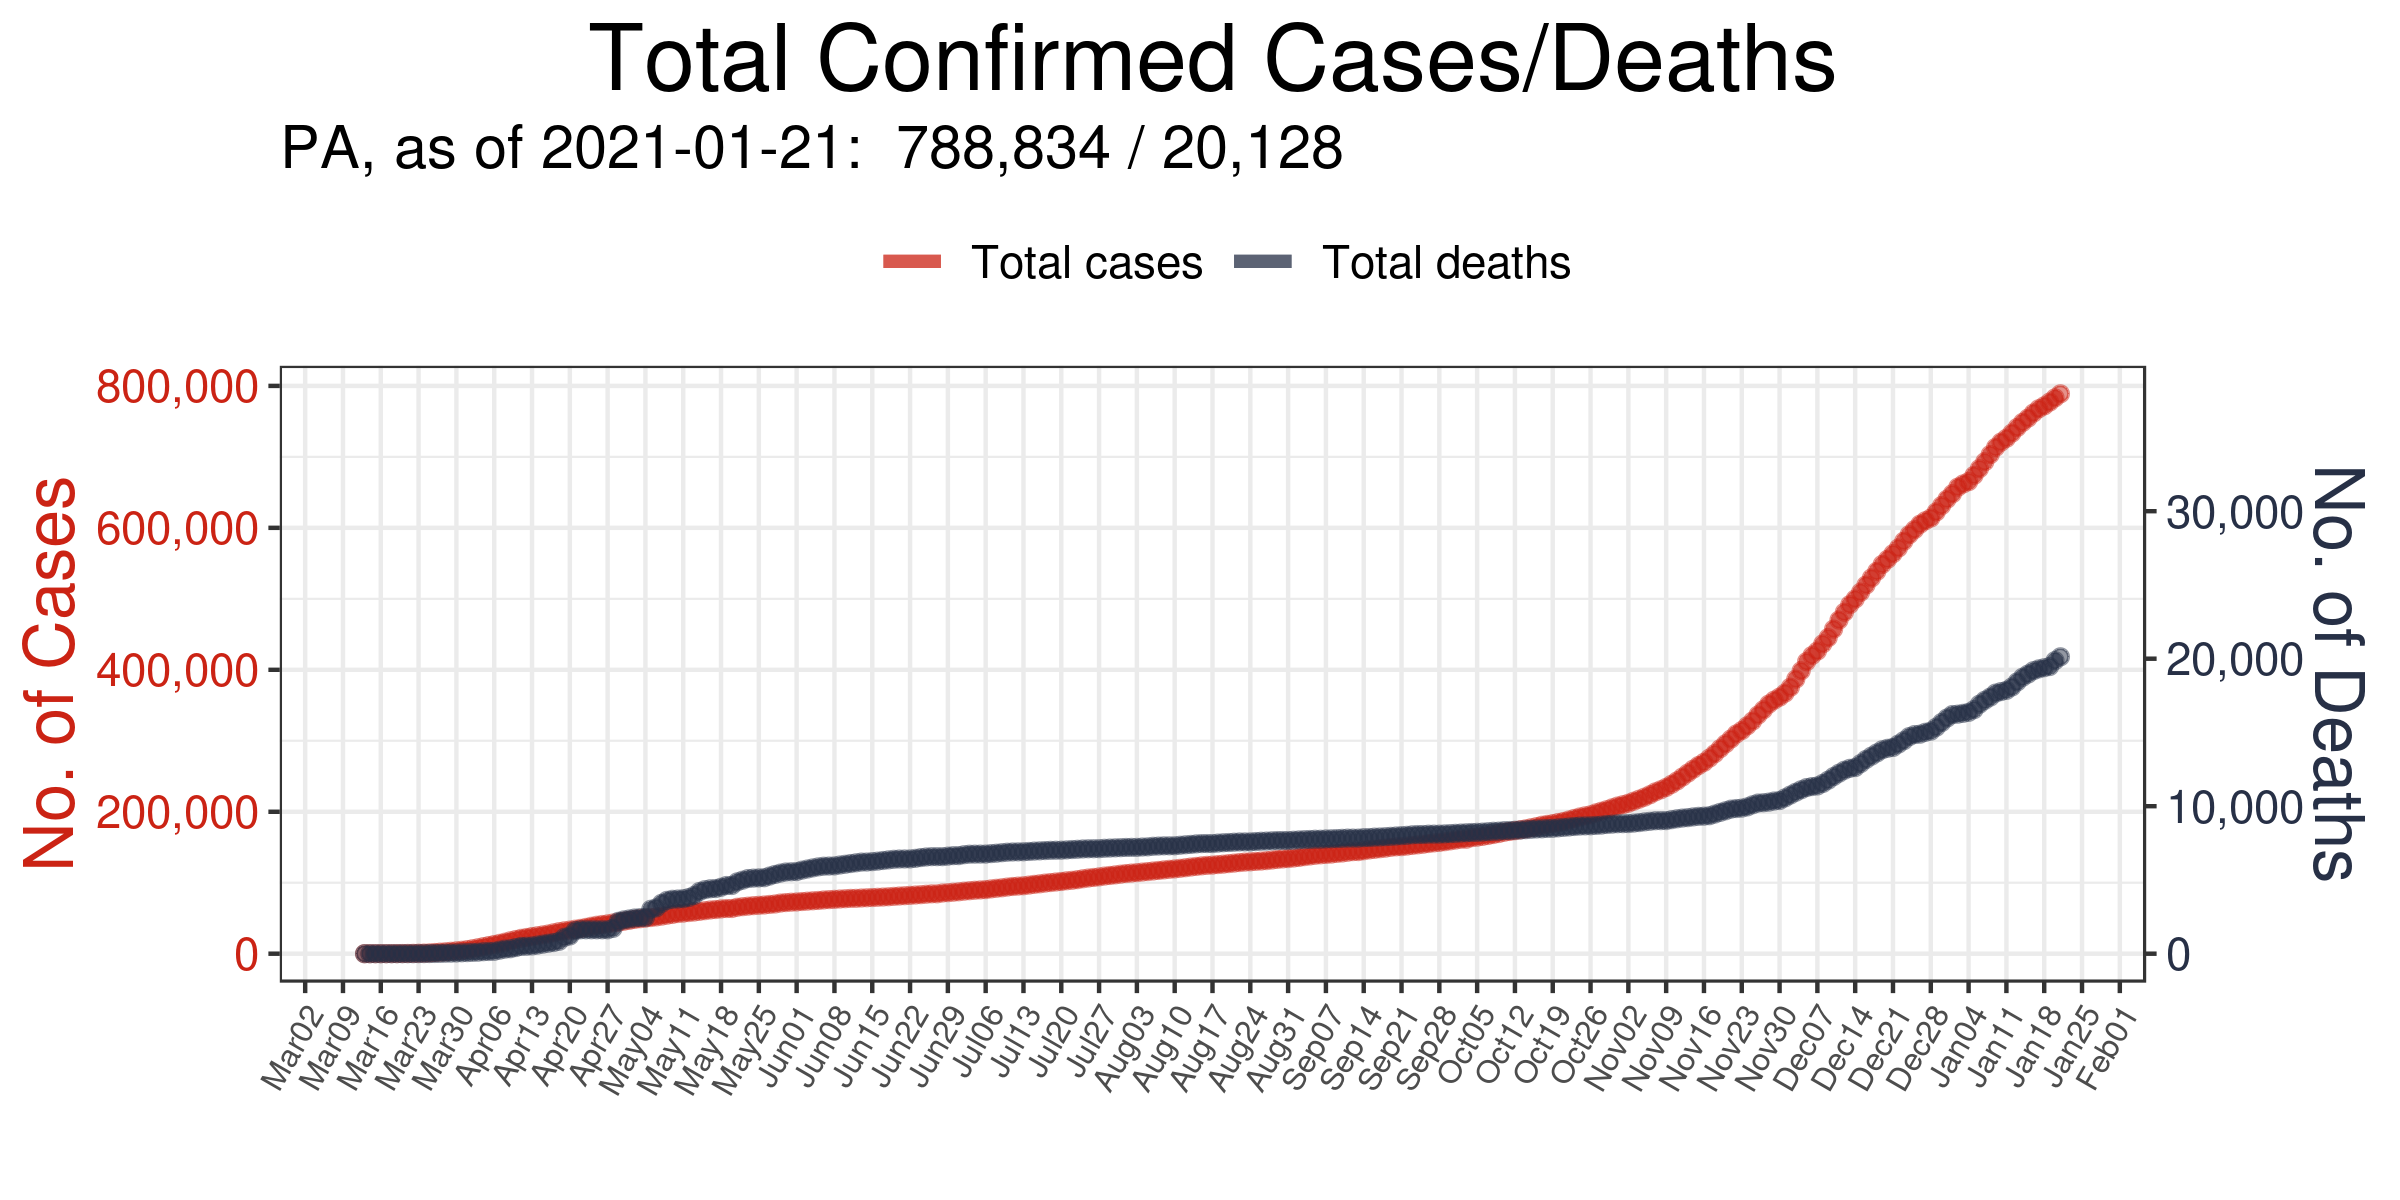 Total Confirmed Cases/Deaths
PA, as of 2021-01-21:  788,834 / 20,128
Total cases
Total deaths
No. of Cases
800,000
600,000
400,000
200,000
0
30,000
20,000
10,000
0
No. of Deaths
Mar02
Mar09
Mar16
Mar23
Mar30
Apr06
Apr13
Apr20
Apr27
May04
May11
May18
May25
Jun01
Jun08
Jun15
Jun22
Jun29
Jul06
Jul13
Jul20
Jul27
Aug03
Aug10
Aug17
Aug24
Aug31
Sep07
Sep14
Sep21
Sep28
Oct05
Oct12
Oct19
Oct26
Nov02
Nov09
Nov16
Nov23
Nov30
Dec07
Dec14
Dec21
Dec28
Jan04
Jan11
Jan18
Jan25
Feb01